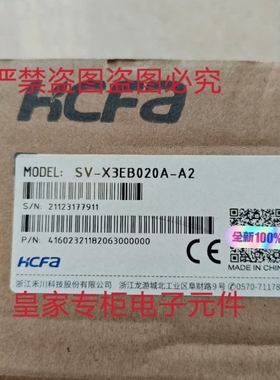 严禁盗图盗图必究
HCFa
MODEL: SV-X3EB020A-A2
S/N: 21123177911
P/N: 41602321182063000000
CE
全新100%
HCFa
MADE IN CHINA
浙江禾川科技股份有限公司 浙江龙游城北工业区阜财路9号 ✆0570-71178
皇家专柜电子元件